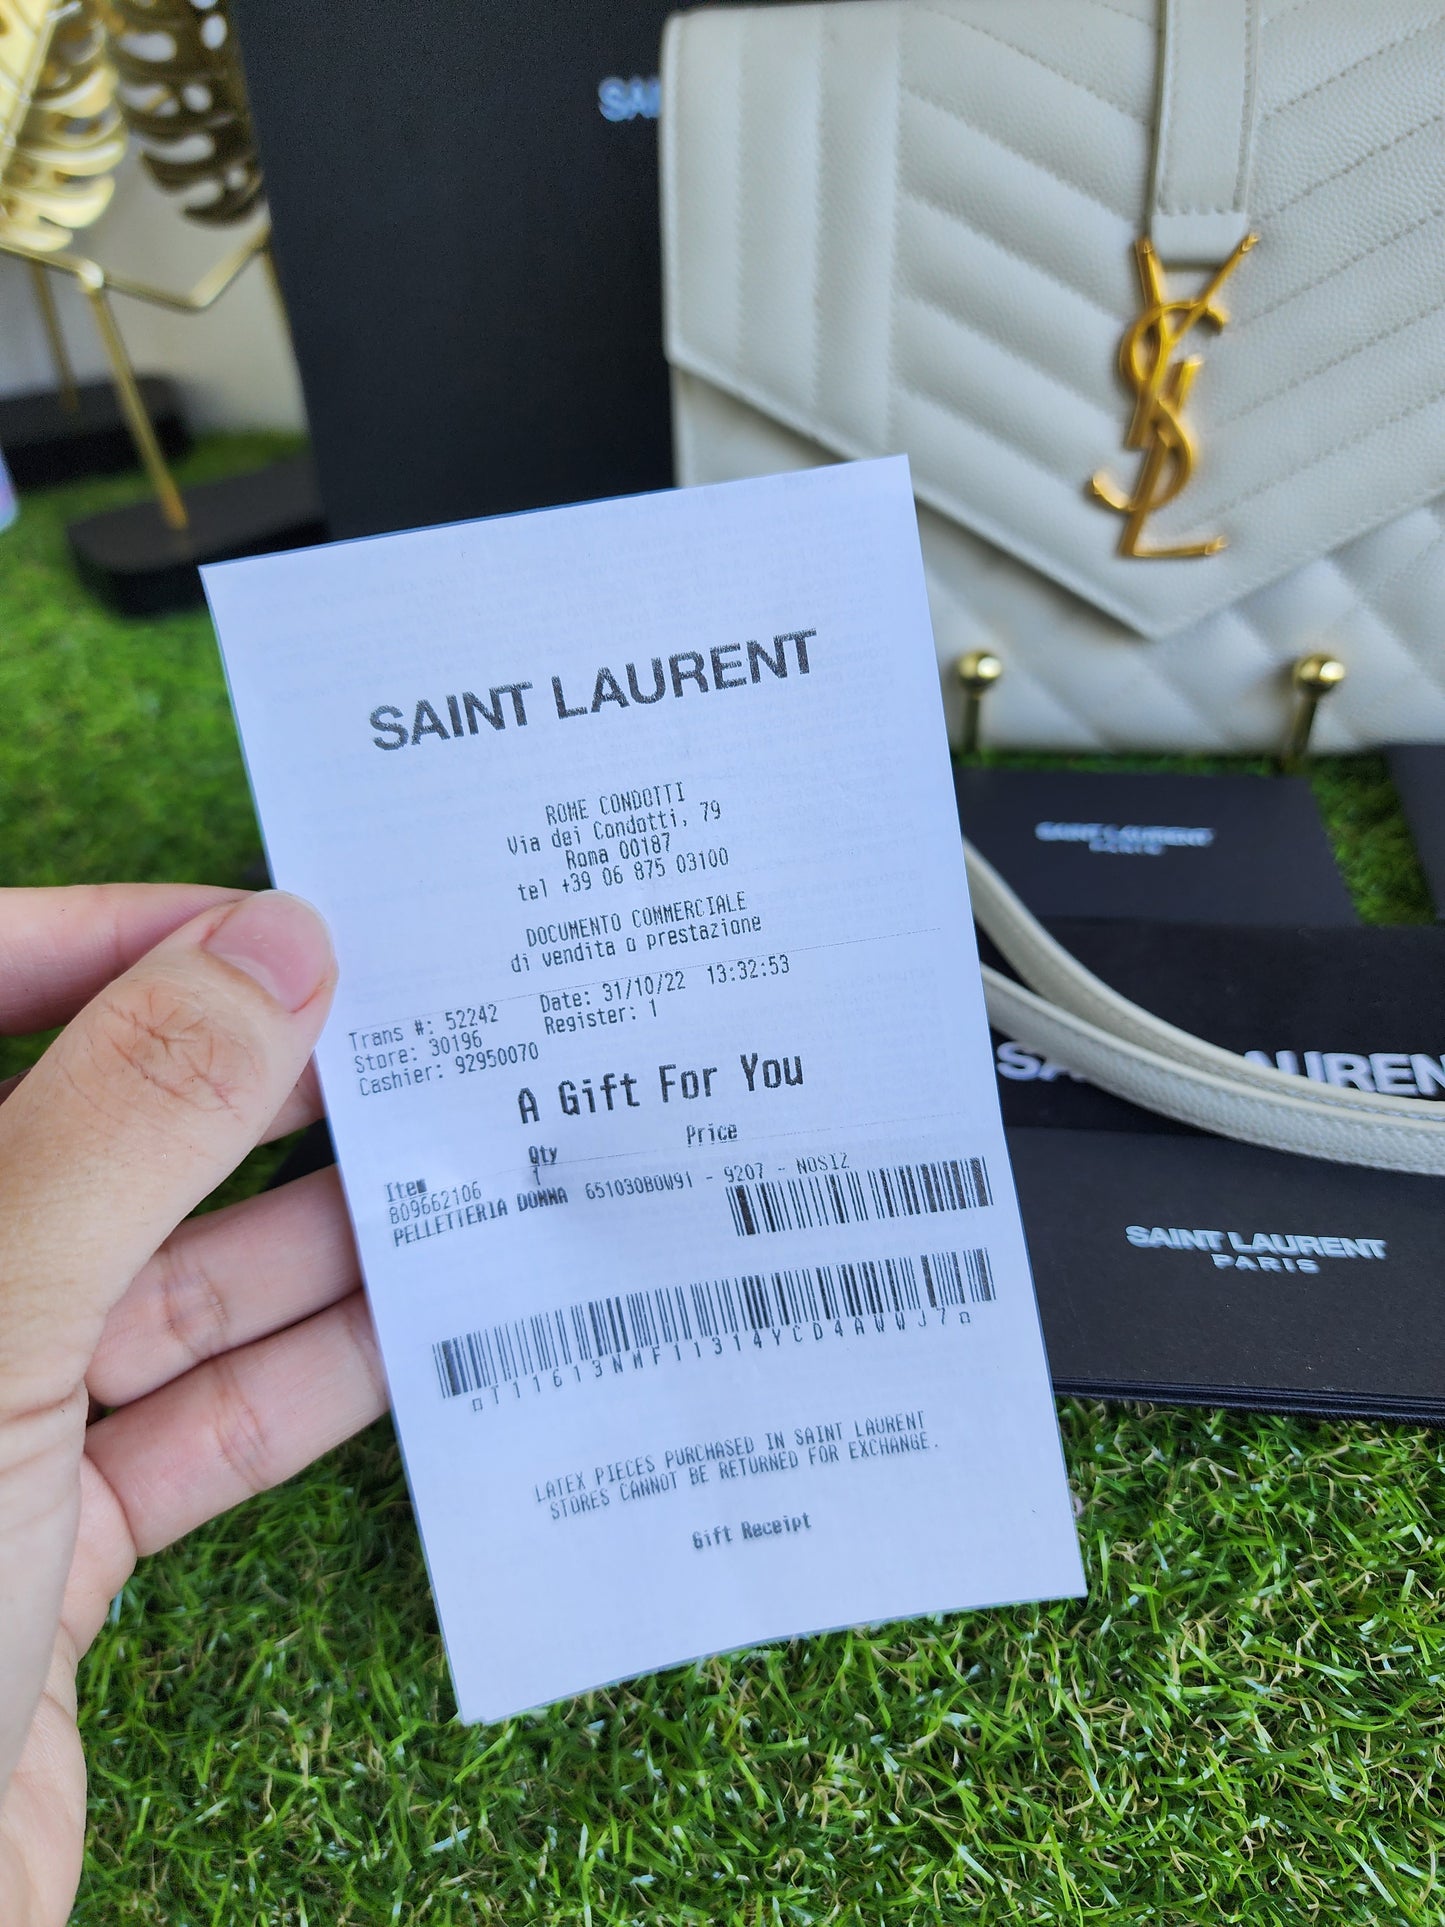 SAINT LAURENT
ROME CONDOTTI
Via dei Condotti, 79
Roma 00187
tel +39 06 875 03100
DOCUMENTO COMMERCIALE
di vendita o prestazione
Trans #: 52242 Date: 31/10/22 13:32:53
Store: 30196 Register: 1
Cashier: 92950070
A Gift For You
Item Qty Price
809662106 1
PELLETTERIA DONNA 651030BOW91 - 9207 - NOSIZ
T11613NMF11314YCD4AWWJ7
LATEX PIECES PURCHASED IN SAINT LAURENT
STORES CANNOT BE RETURNED FOR EXCHANGE.
Gift Receipt
YSL
SAINT LAURENT
PARIS
SAINT LAURENT
PARIS